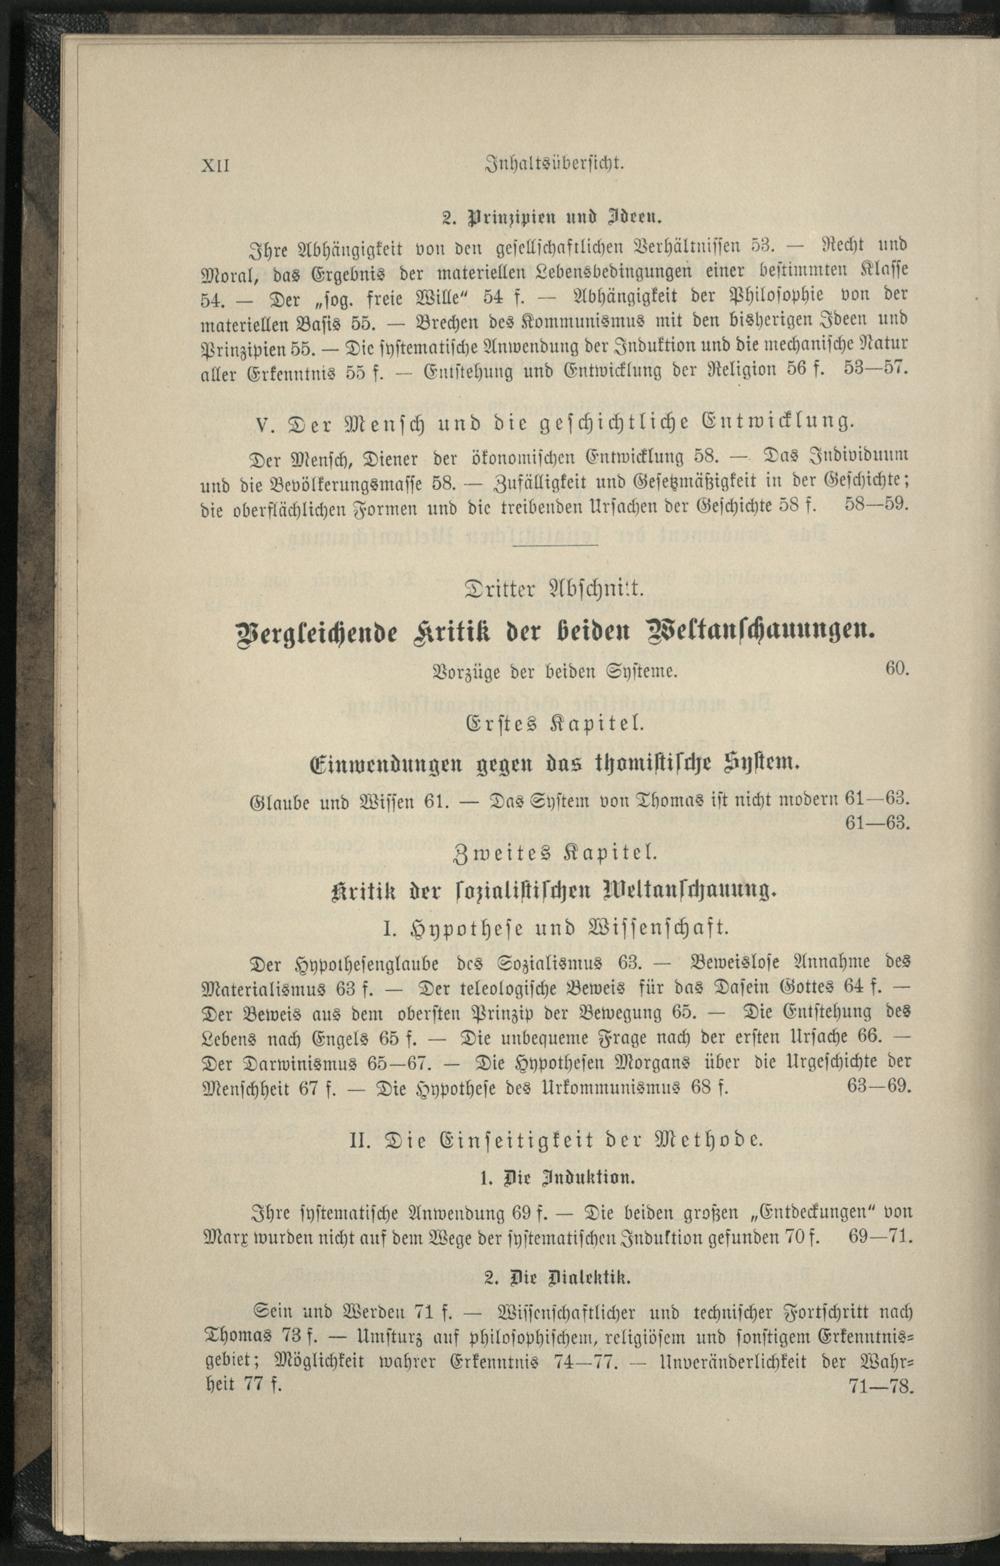 XII Inhaltsübersicht.
2. Prinzipien und Ideen.
Ihre Abhängigkeit von den gesellschaftlichen Verhältnissen 53. — Recht und
Moral, das Ergebnis der materiellen Lebensbedingungen einer bestimmten Klasse
54. — Der „sog. freie Wille“ 54 f. — Abhängigkeit der Philosophie von der
materiellen Basis 55. — Brechen des Kommunismus mit den bisherigen Ideen und
Prinzipien 55. — Die systematische Anwendung der Induktion und die mechanische Natur
aller Erkenntnis 55 f. — Entstehung und Entwicklung der Religion 56 f. 53—57.
V. Der Mensch und die geschichtliche Entwicklung.
Der Mensch, Diener der ökonomischen Entwicklung 58. — Das Individuum
und die Bevölkerungsmasse 58. — Zufälligkeit und Gesetzmäßigkeit in der Geschichte;
die oberflächlichen Formen und die treibenden Ursachen der Geschichte 58 f. 58—59.
Dritter Abschnitt.
Vergleichende Kritik der beiden Weltanschauungen.
Vorzüge der beiden Systeme. 60.
Erstes Kapitel.
Einwendungen gegen das thomistische System.
Glaube und Wissen 61. — Das System von Thomas ist nicht modern 61—63.
61—63.
Zweites Kapitel.
Kritik der sozialistischen Weltanschauung.
I. Hypothese und Wissenschaft.
Der Hypothesenglaube des Sozialismus 63. — Beweislose Annahme des
Materialismus 63 f. — Der teleologische Beweis für das Dasein Gottes 64 f. —
Der Beweis aus dem obersten Prinzip der Bewegung 65. — Die Entstehung des
Lebens nach Engels 65 f. — Die unbequeme Frage nach der ersten Ursache 66. —
Der Darwinismus 65—67. — Die Hypothesen Morgans über die Urgeschichte der
Menschheit 67 f. — Die Hypothese des Urkommunismus 68 f. 63—69.
II. Die Einseitigkeit der Methode.
1. Die Induktion.
Ihre systematische Anwendung 69 f. — Die beiden großen „Entdeckungen“ von
Marx wurden nicht auf dem Wege der systematischen Induktion gefunden 70 f. 69—71.
2. Die Dialektik.
Sein und Werden 71 f. — Wissenschaftlicher und technischer Fortschritt nach
Thomas 73 f. — Umsturz auf philosophischem, religiösem und sonstigem Erkenntnis-
gebiet; Möglichkeit wahrer Erkenntnis 74—77. — Unveränderlichkeit der Wahr-
heit 77 f. 71—78.